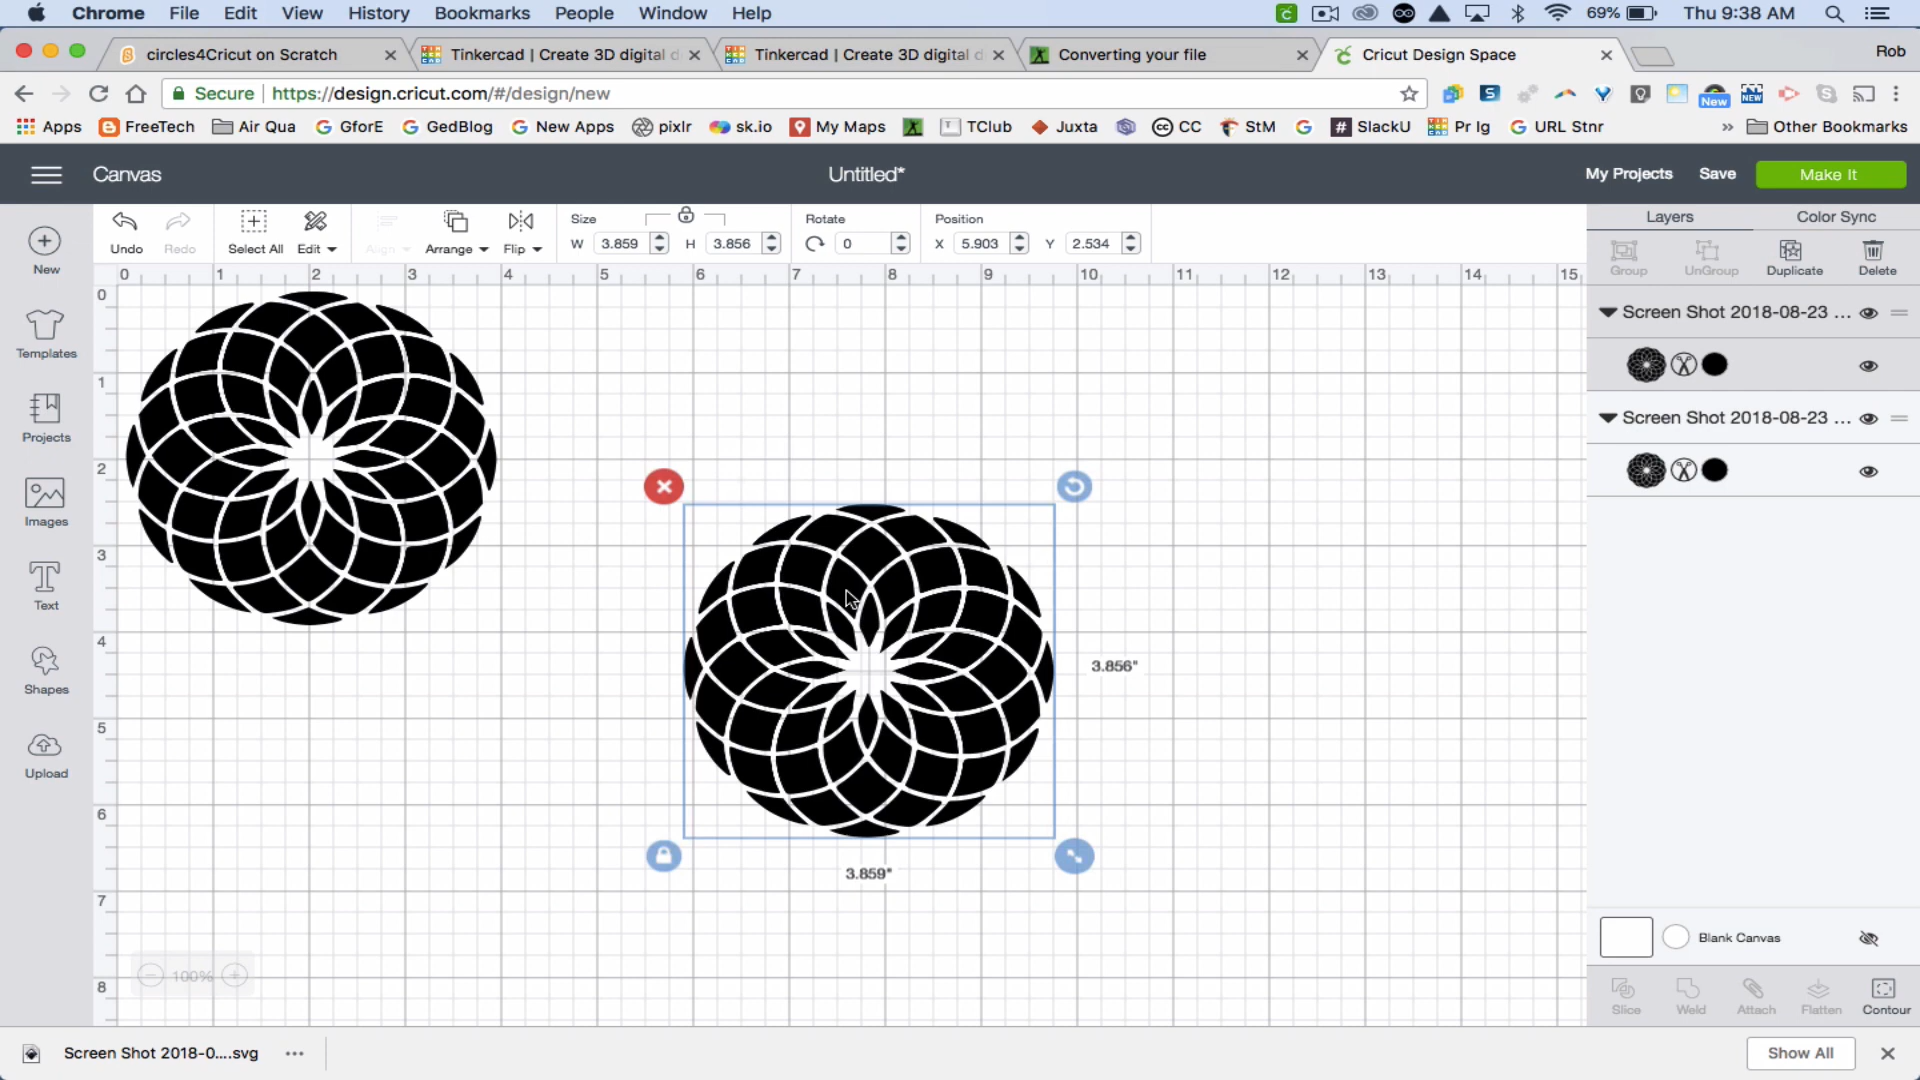 Chrome File Edit View History Bookmarks People Window Help 69% Thu 9:38 AM
circles4Cricut on Scratch Tinkercad | Create 3D digital d Tinkercad | Create 3D digital d Converting your file Cricut Design Space Rob
Secure https://design.cricut.com/#/design/new New NEW
Apps FreeTech Air Qua GforE GedBlog New Apps pixlr sk.io My Maps TClub Juxta CC StM SlackU Pr Ig URL Stnr » Other Bookmarks
Canvas Untitled* My Projects Save Make It
Undo Redo Select All Edit Align Arrange Flip
Size W 3.859 H 3.856
Rotate 0
Position X 5.903 Y 2.534
Layers Color Sync
Group UnGroup Duplicate Delete
New
Templates
Projects
Images
Text
Shapes
Upload
0 1 2 3 4 5 6 7 8 9 10 11 12 13 14 15
0
1
2
3
4
5
6
7
8
3.856"
3.859"
100%
Screen Shot 2018-08-23 ...
Screen Shot 2018-08-23 ...
Blank Canvas
Slice Weld Attach Flatten Contour
Screen Shot 2018-0....svg Show All